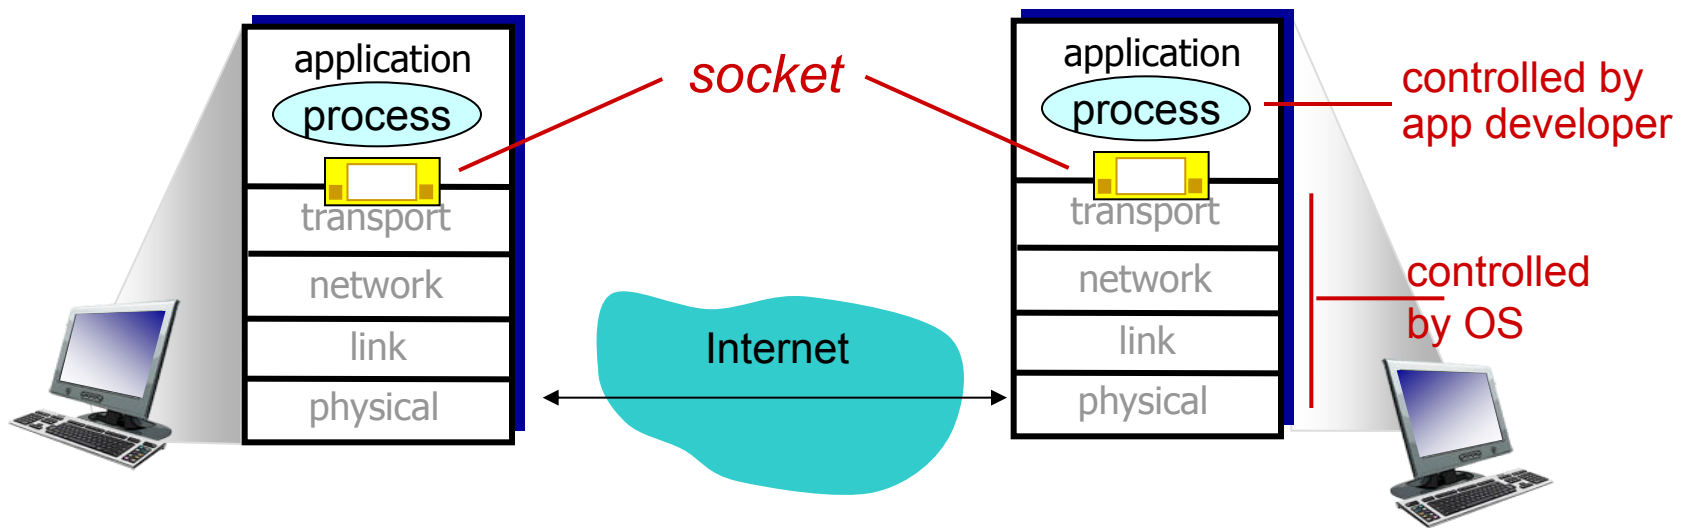 application
process
transport
network
link
physical
socket
Internet
application
process
transport
network
link
physical
controlled by
app developer
controlled
by OS